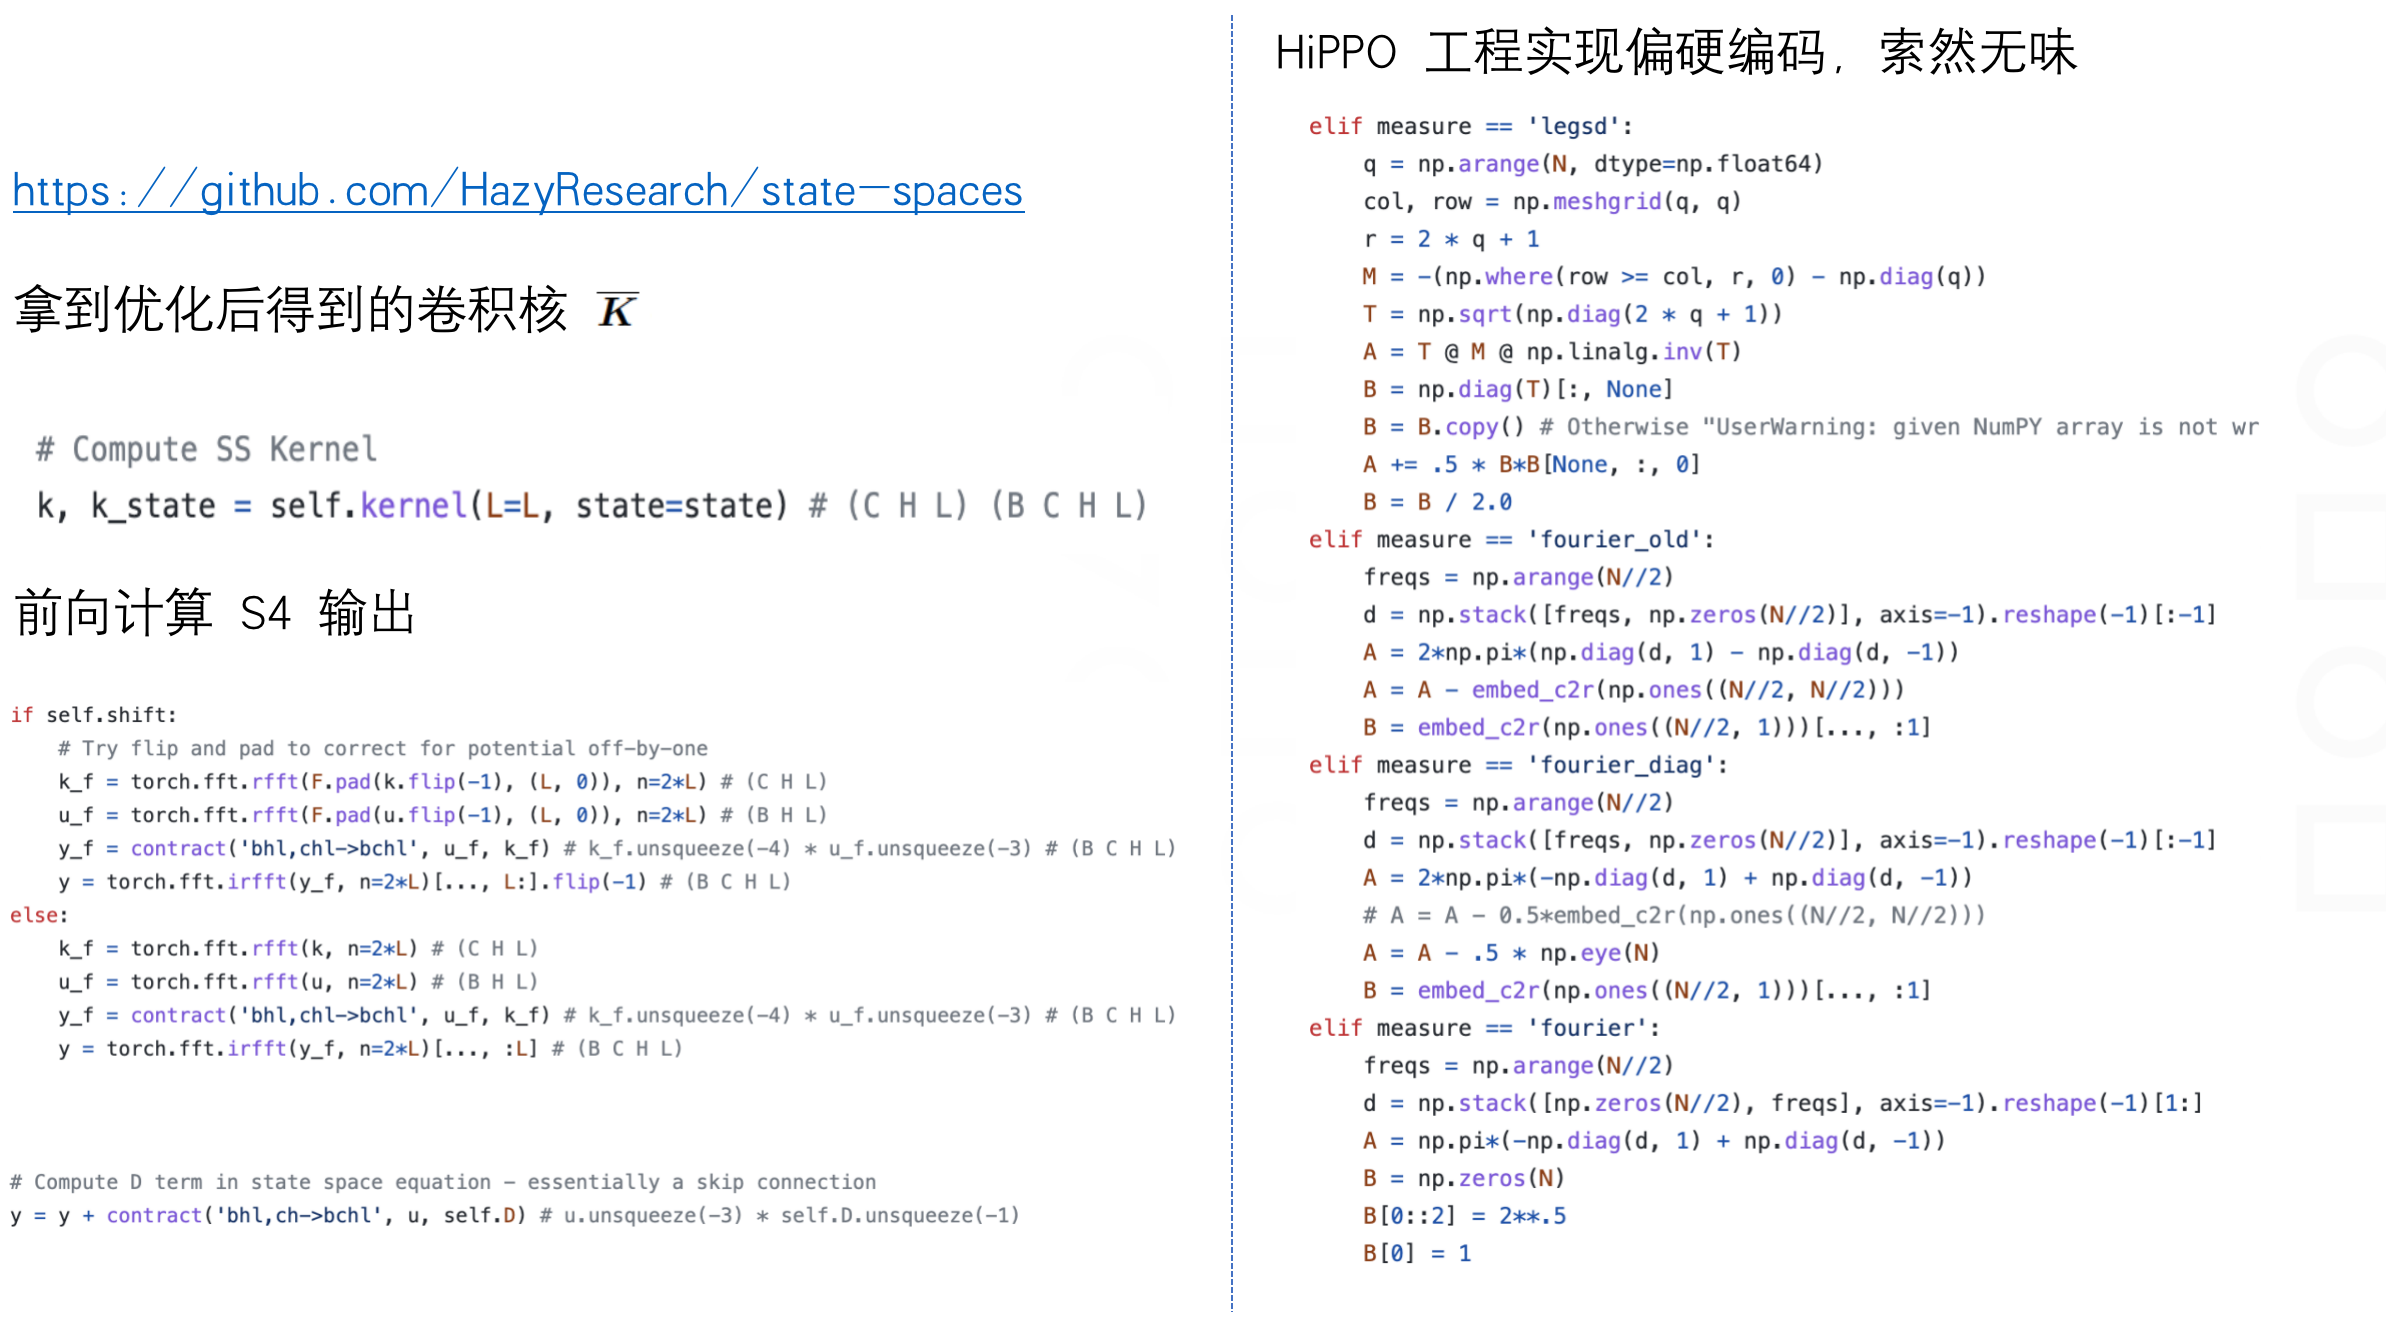 https://github.com/HazyResearch/state-spaces
拿到优化后得到的卷积核 K
# Compute SS Kernel
k, k_state = self.kernel(L=L, state=state) # (C H L) (B C H L)
前向计算 S4 输出
if self.shift:
    # Try flip and pad to correct for potential off-by-one
    k_f = torch.fft.rfft(F.pad(k.flip(-1), (L, 0)), n=2*L) # (C H L)
    u_f = torch.fft.rfft(F.pad(u.flip(-1), (L, 0)), n=2*L) # (B H L)
    y_f = contract('bhl,chl->bchl', u_f, k_f) # k_f.unsqueeze(-4) * u_f.unsqueeze(-3) # (B C H L)
    y = torch.fft.irfft(y_f, n=2*L)[..., L:].flip(-1) # (B C H L)
else:
    k_f = torch.fft.rfft(k, n=2*L) # (C H L)
    u_f = torch.fft.rfft(u, n=2*L) # (B H L)
    y_f = contract('bhl,chl->bchl', u_f, k_f) # k_f.unsqueeze(-4) * u_f.unsqueeze(-3) # (B C H L)
    y = torch.fft.irfft(y_f, n=2*L)[..., :L] # (B C H L)
# Compute D term in state space equation - essentially a skip connection
y = y + contract('bhl,ch->bchl', u, self.D) # u.unsqueeze(-3) * self.D.unsqueeze(-1)
HiPPO 工程实现偏硬编码，索然无味
elif measure == 'legsd':
    q = np.arange(N, dtype=np.float64)
    col, row = np.meshgrid(q, q)
    r = 2 * q + 1
    M = -(np.where(row >= col, r, 0) - np.diag(q))
    T = np.sqrt(np.diag(2 * q + 1))
    A = T @ M @ np.linalg.inv(T)
    B = np.diag(T)[:, None]
    B = B.copy() # Otherwise "UserWarning: given NumPY array is not wr
    A += .5 * B*B[None, :, 0]
    B = B / 2.0
elif measure == 'fourier_old':
    freqs = np.arange(N//2)
    d = np.stack([freqs, np.zeros(N//2)], axis=-1).reshape(-1)[:-1]
    A = 2*np.pi*(np.diag(d, 1) - np.diag(d, -1))
    A = A - embed_c2r(np.ones((N//2, N//2)))
    B = embed_c2r(np.ones((N//2, 1)))[..., :1]
elif measure == 'fourier_diag':
    freqs = np.arange(N//2)
    d = np.stack([freqs, np.zeros(N//2)], axis=-1).reshape(-1)[:-1]
    A = 2*np.pi*(-np.diag(d, 1) + np.diag(d, -1))
    # A = A - 0.5*embed_c2r(np.ones((N//2, N//2)))
    A = A - .5 * np.eye(N)
    B = embed_c2r(np.ones((N//2, 1)))[..., :1]
elif measure == 'fourier':
    freqs = np.arange(N//2)
    d = np.stack([np.zeros(N//2), freqs], axis=-1).reshape(-1)[1:]
    A = np.pi*(-np.diag(d, 1) + np.diag(d, -1))
    B = np.zeros(N)
    B[0::2] = 2**.5
    B[0] = 1